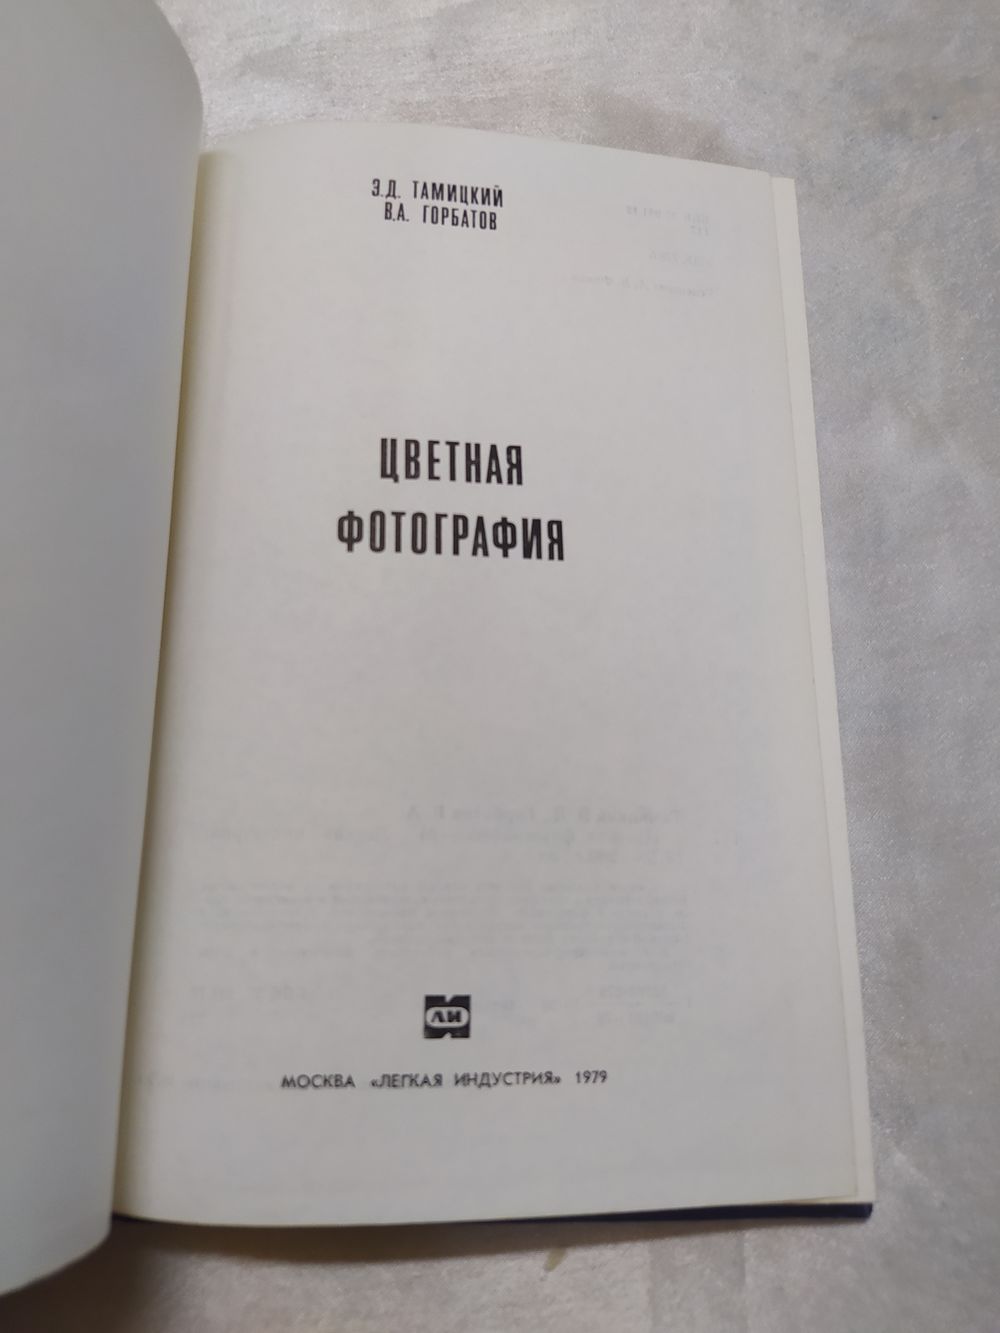 Э.Д. ТАМИЦКИЙ
В.А. ГОРБАТОВ
ЦВЕТНАЯ
ФОТОГРАФИЯ
ЛИ
МОСКВА «ЛЕГКАЯ ИНДУСТРИЯ» 1979